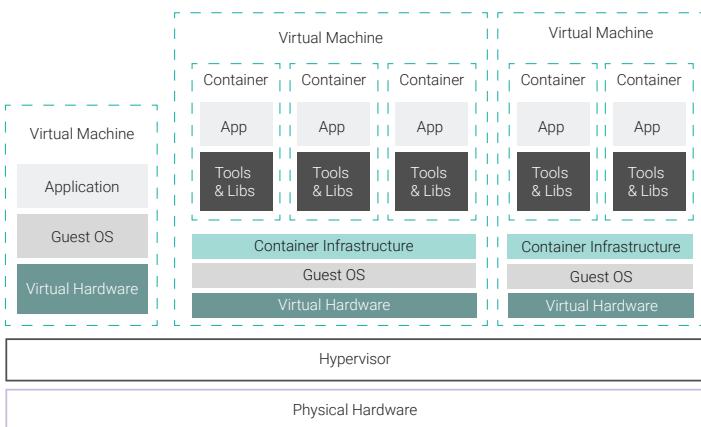 Virtual Machine
Application
Guest OS
Virtual Hardware
Virtual Machine
Container
App
Tools
& Libs
Container
App
Tools
& Libs
Container
App
Tools
& Libs
Container Infrastructure
Guest OS
Virtual Hardware
Virtual Machine
Container
App
Tools
& Libs
Container
App
Tools
& Libs
Container Infrastructure
Guest OS
Virtual Hardware
Hypervisor
Physical Hardware